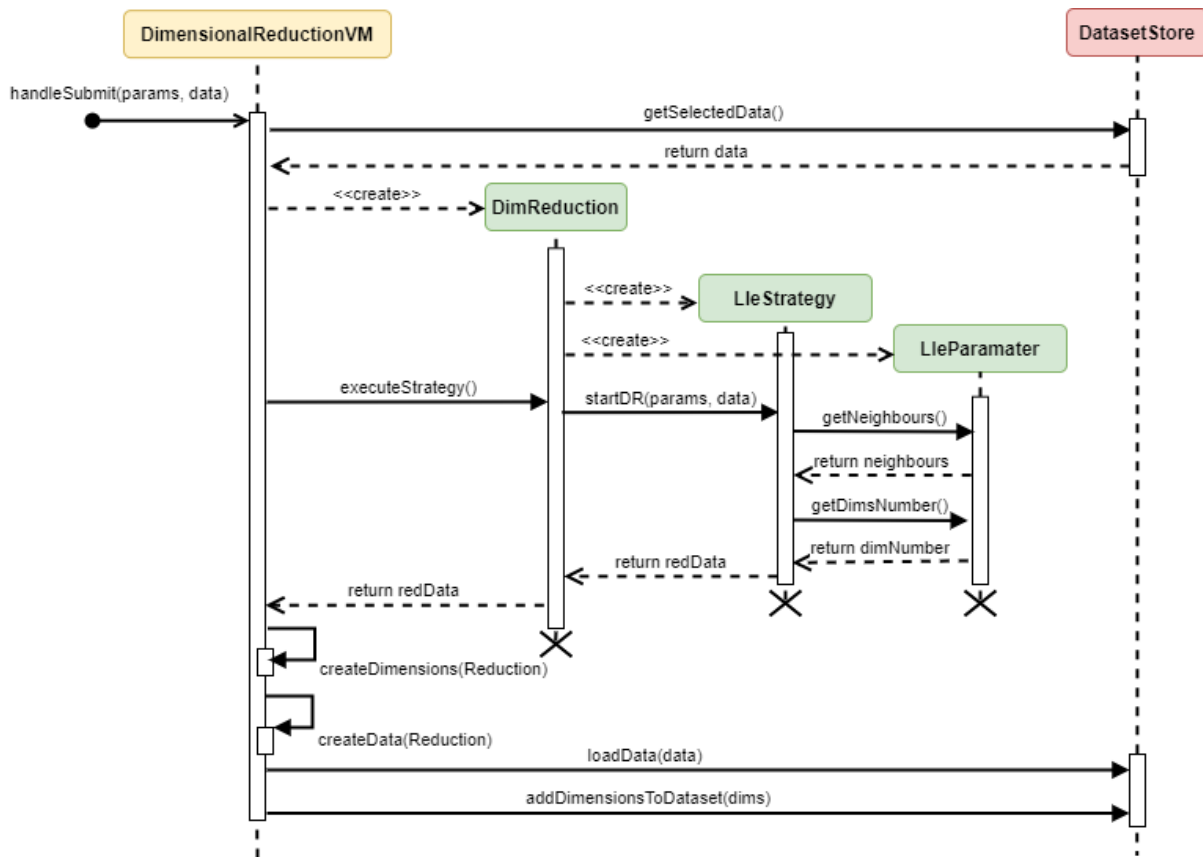 DimensionalReductionVM
DatasetStore
handleSubmit(params, data)
getSelectedData()
return data
<<create>>
DimReduction
<<create>>
LleStrategy
<<create>>
LleParamater
executeStrategy()
startDR(params, data)
getNeighbours()
return neighbours
getDimsNumber()
return dimNumber
return redData
return redData
createDimensions(Reduction)
createData(Reduction)
loadData(data)
addDimensionsToDataset(dims)